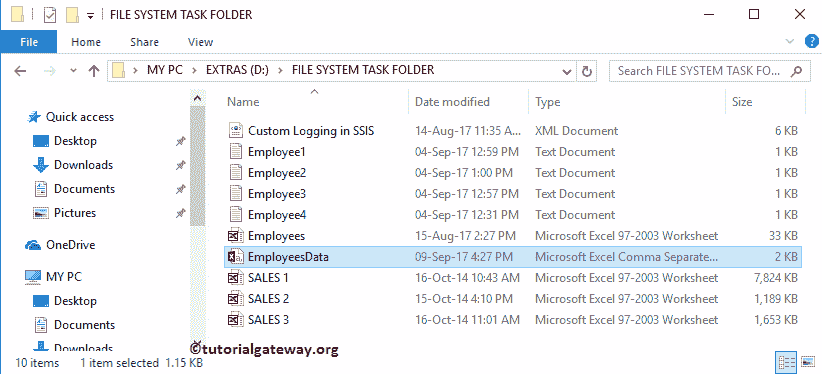 FILE SYSTEM TASK FOLDER
File Home Share View
MY PC EXTRAS (D:) FILE SYSTEM TASK FOLDER Search FILE SYSTEM TASK FO...
Name Date modified Type Size
Quick access
Desktop
Downloads
Documents
Pictures
OneDrive
MY PC
Desktop
Documents
Downloads
Custom Logging in SSIS 14-Aug-17 11:35 A... XML Document 6 KB
Employee1 04-Sep-17 12:59 PM Text Document 1 KB
Employee2 04-Sep-17 1:00 PM Text Document 1 KB
Employee3 04-Sep-17 12:57 PM Text Document 1 KB
Employee4 04-Sep-17 12:31 PM Text Document 1 KB
Employees 15-Aug-17 2:27 PM Microsoft Excel 97-2003 Worksheet 33 KB
EmployeesData 09-Sep-17 4:27 PM Microsoft Excel Comma Separate... 2 KB
SALES 1 16-Oct-14 10:43 AM Microsoft Excel 97-2003 Worksheet 7,824 KB
SALES 2 15-Oct-14 4:10 PM Microsoft Excel 97-2003 Worksheet 1,189 KB
SALES 3 16-Oct-14 11:01 AM Microsoft Excel 97-2003 Worksheet 1,653 KB
©tutorialgateway.org
10 items 1 item selected 1.15 KB